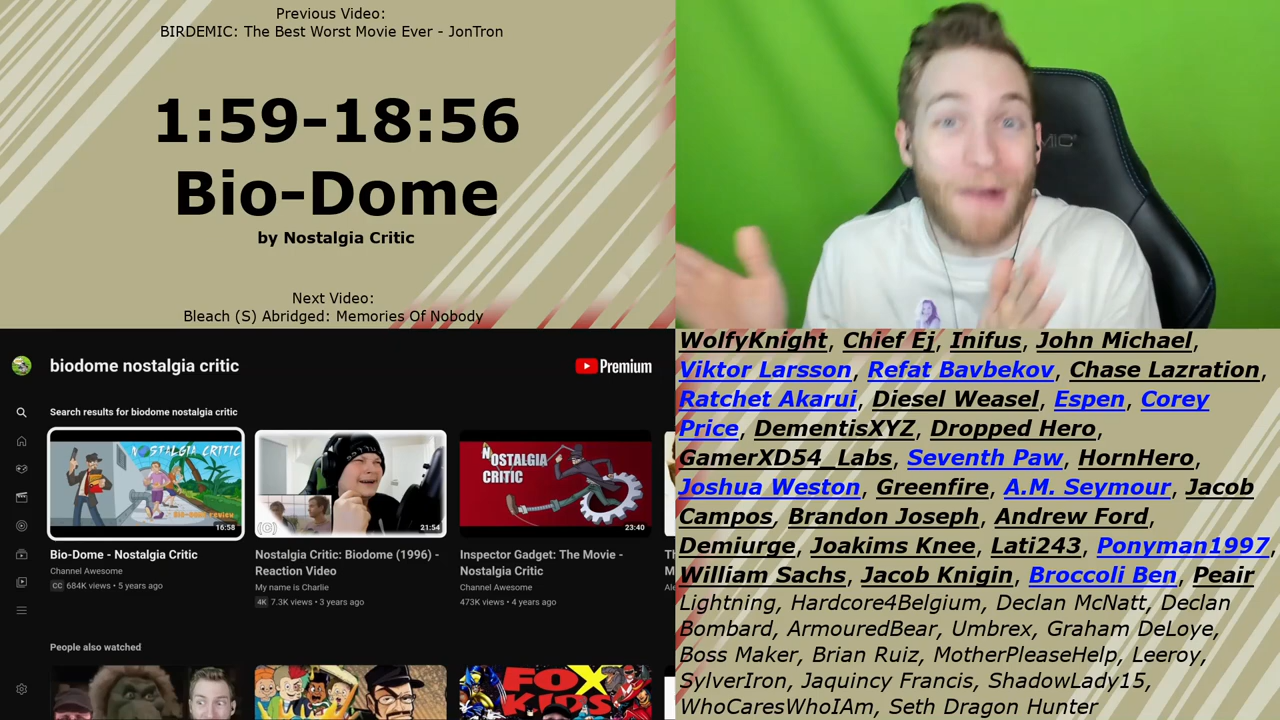 Previous Video:
BIRDEMIC: The Best Worst Movie Ever - JonTron
1:59-18:56
Bio-Dome
by Nostalgia Critic
Next Video:
Bleach (S) Abridged: Memories Of Nobody
biodome nostalgia critic
Premium
Search results for biodome nostalgia critic
NOSTALGIA CRITIC
BIO-DOME REVIEW
16:58
(C)
21:54
NOSTALGIA
CRITIC
23:40
Bio-Dome - Nostalgia Critic
Channel Awesome
CC 684K views • 5 years ago
Nostalgia Critic: Biodome (1996) -
Reaction Video
My name is Charlie
4K 7.3K views • 3 years ago
Inspector Gadget: The Movie -
Nostalgia Critic
Channel Awesome
473K views • 4 years ago
People also watched
FOX
KIDS
WolfyKnight, Chief Ej, Inifus, John Michael,
Viktor Larsson, Refat Bavbekov, Chase Lazration,
Ratchet Akarui, Diesel Weasel, Espen, Corey
Price, DementisXYZ, Dropped Hero,
GamerXD54_Labs, Seventh Paw, HornHero,
Joshua Weston, Greenfire, A.M. Seymour, Jacob
Campos, Brandon Joseph, Andrew Ford,
Demiurge, Joakims Knee, Lati243, Ponyman1997,
William Sachs, Jacob Knigin, Broccoli Ben, Peair
Lightning, Hardcore4Belgium, Declan McNatt, Declan
Bombard, ArmouredBear, Umbrex, Graham DeLoye,
Boss Maker, Brian Ruiz, MotherPleaseHelp, Leeroy,
SylverIron, Jaquincy Francis, ShadowLady15,
WhoCaresWhoIAm, Seth Dragon Hunter